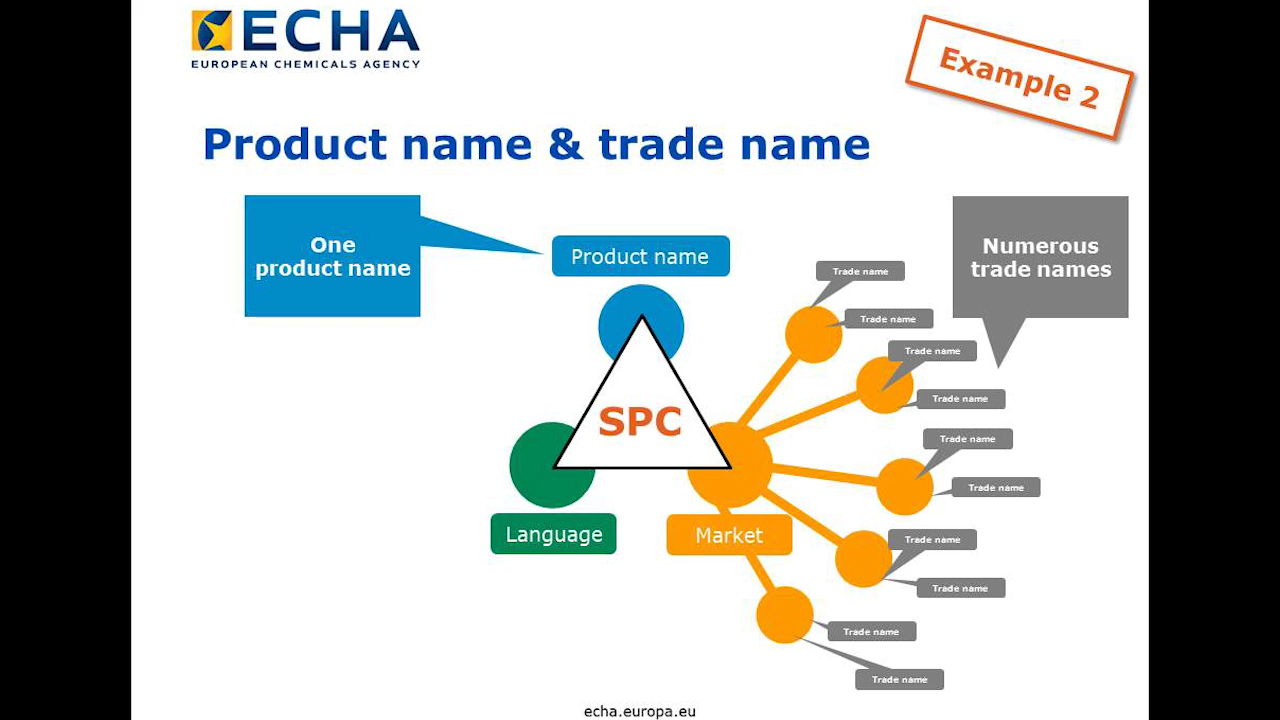 ECHA
EUROPEAN CHEMICALS AGENCY
Example 2
Product name & trade name
One
product name
Product name
Numerous
trade names
Trade name
Trade name
Trade name
Trade name
SPC
Trade name
Trade name
Language
Market
Trade name
Trade name
Trade name
Trade name
echa.europa.eu